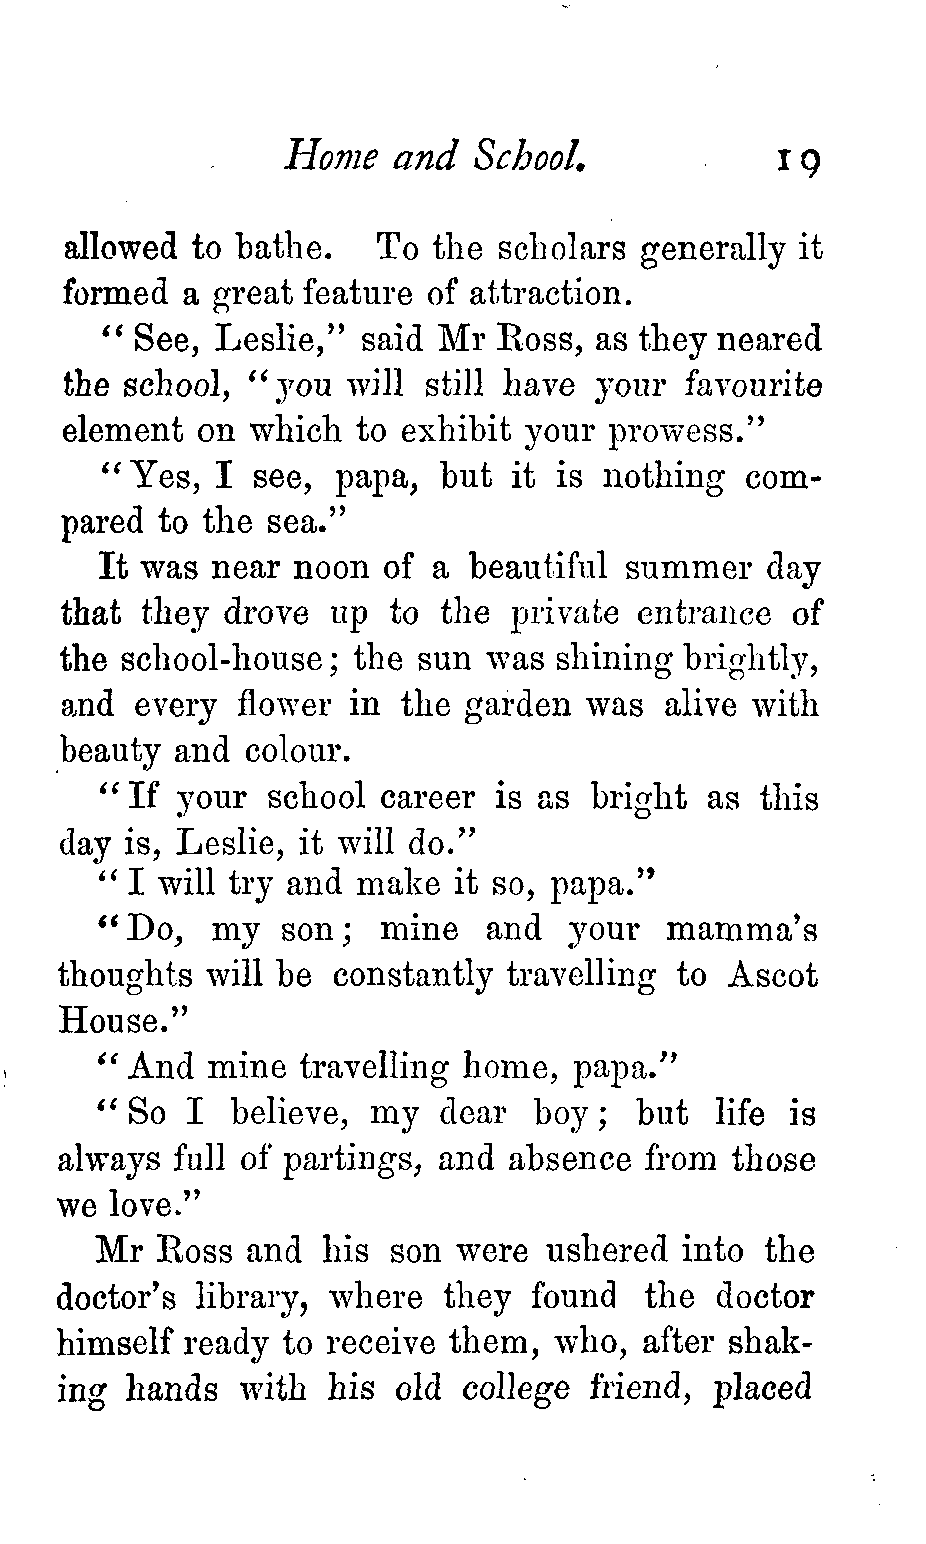 Home and School. 19
allowed to bathe. To the scholars generally it
formed a great feature of attraction.
“See, Leslie,” said Mr Ross, as they neared
the school, “you will still have your favourite
element on which to exhibit your prowess.”
“Yes, I see, papa, but it is nothing com-
pared to the sea.”
It was near noon of a beautiful summer day
that they drove up to the private entrance of
the school-house; the sun was shining brightly,
and every flower in the garden was alive with
beauty and colour.
“If your school career is as bright as this
day is, Leslie, it will do.”
“I will try and make it so, papa.”
“Do, my son; mine and your mamma's
thoughts will be constantly travelling to Ascot
House.”
“And mine travelling home, papa.”
“So I believe, my dear boy; but life is
always full of partings, and absence from those
we love.”
Mr Ross and his son were ushered into the
doctor's library, where they found the doctor
himself ready to receive them, who, after shak-
ing hands with his old college friend, placed